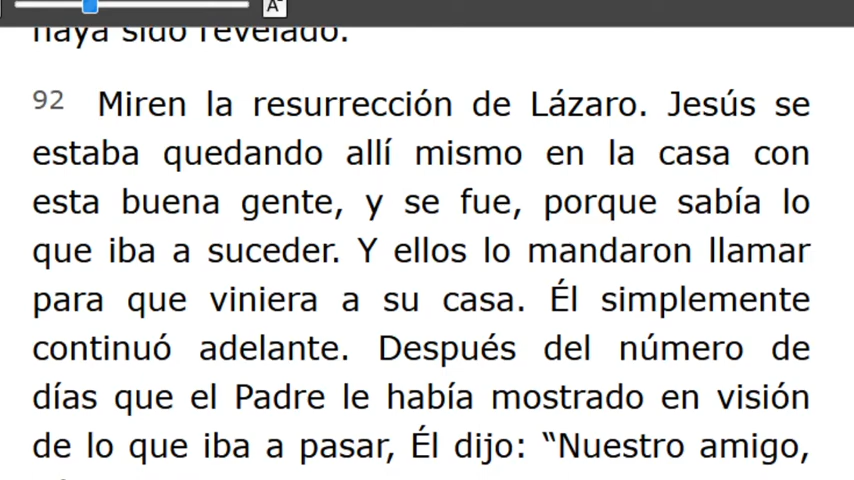 A
haya sido revelado.
92 Miren la resurrección de Lázaro. Jesús se
estaba quedando allí mismo en la casa con
esta buena gente, y se fue, porque sabía lo
que iba a suceder. Y ellos lo mandaron llamar
para que viniera a su casa. Él simplemente
continuó adelante. Después del número de
días que el Padre le había mostrado en visión
de lo que iba a pasar, Él dijo: “Nuestro amigo,